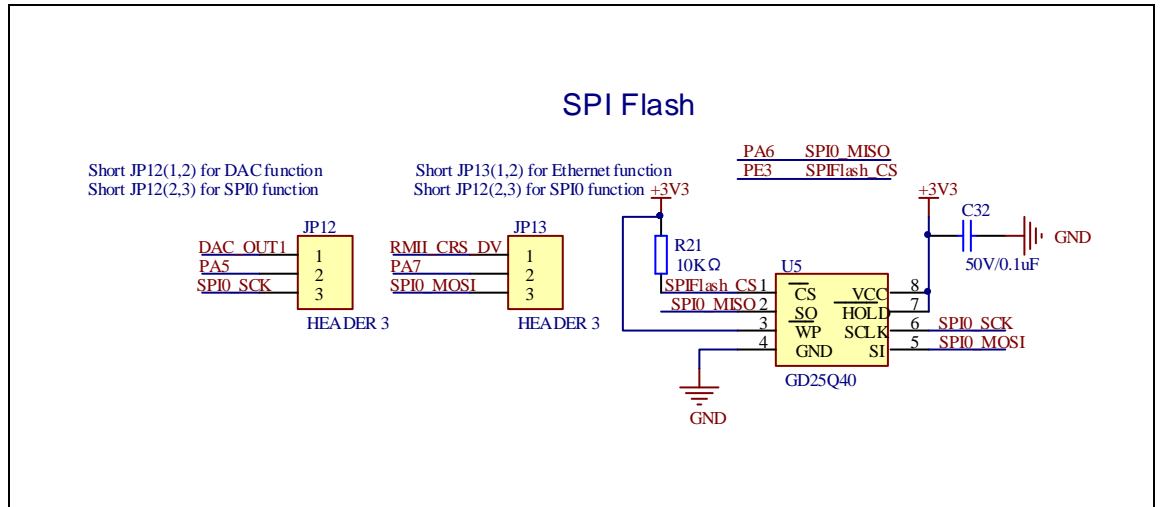 SPI Flash
PA6 SPI0_MISO
PE3 SPIFlash_CS
Short JP12(1,2) for DAC function
Short JP12(2,3) for SPI0 function
Short JP13(1,2) for Ethernet function
Short JP12(2,3) for SPI0 function
JP12
DAC_OUT1 1
PA5 2
SPI0_SCK 3
HEADER 3
JP13
RMII_CRS_DV 1
PA7 2
SPI0_MOSI 3
HEADER 3
+3V3
R21
10KΩ
+3V3
C32
50V/0.1uF
GND
U5
SPIFlash_CS 1 CS VCC 8
SPI0_MISO 2 SO HOLD 7
3 WP SCLK 6 SPI0_SCK
4 GND SI 5 SPI0_MOSI
GD25Q40
GND